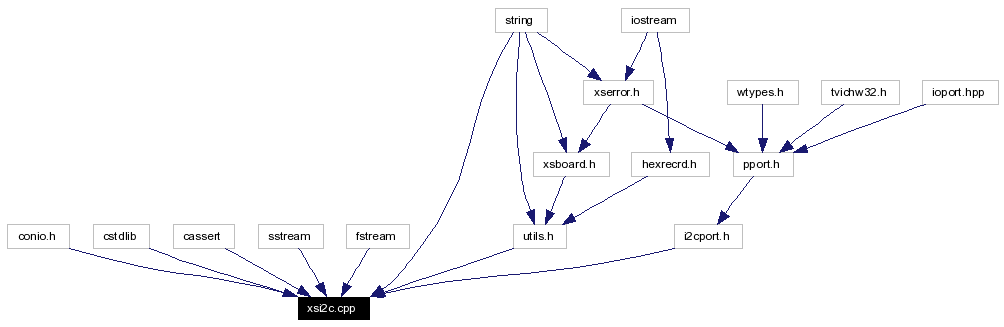 string
iostream
xserror.h
wtypes.h
tvichw32.h
ioport.hpp
xsboard.h
hexrecrd.h
pport.h
conio.h
cstdlib
cassert
sstream
fstream
utils.h
i2cport.h
xsi2c.cpp